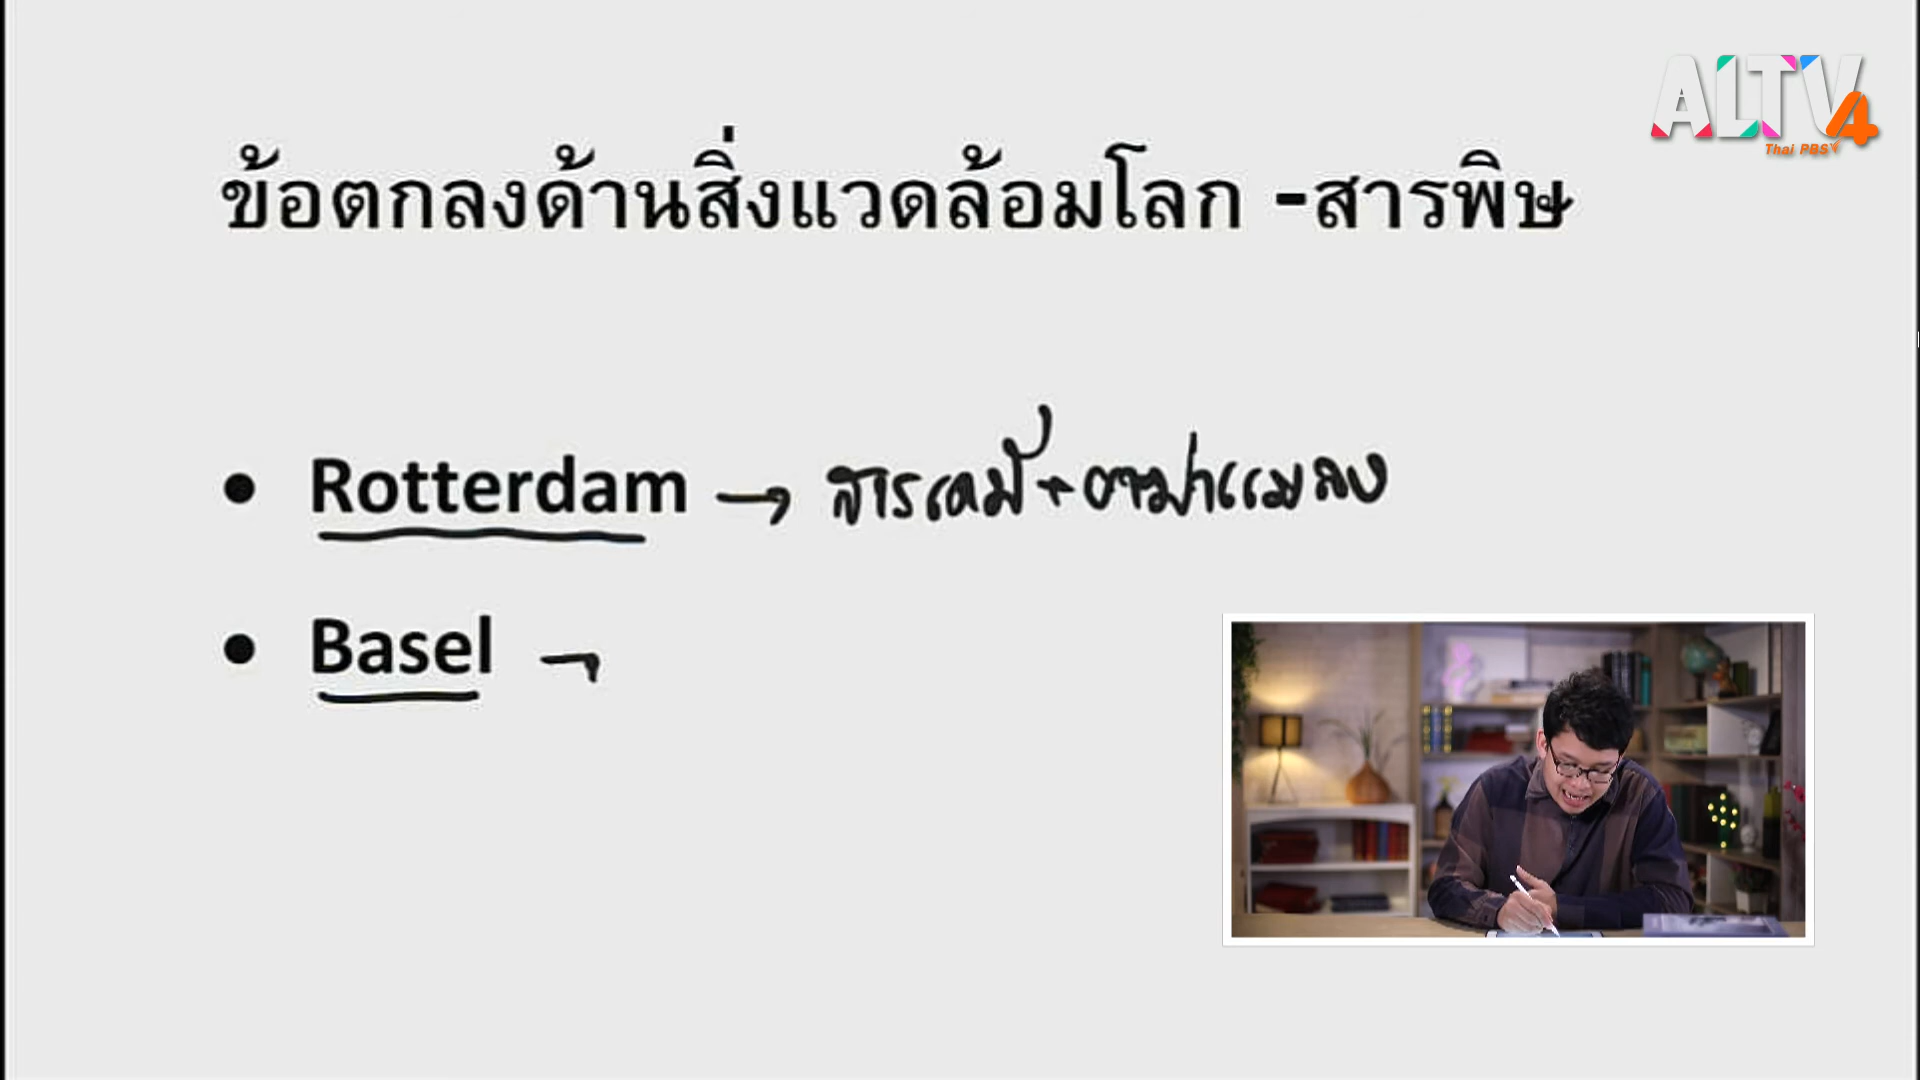 ALTV4
Thai PBS
ข้อตกลงด้านสิ่งแวดล้อมโลก -สารพิษ
• Rotterdam → สารเคมี + ยาฆ่าแมลง
• Basel →